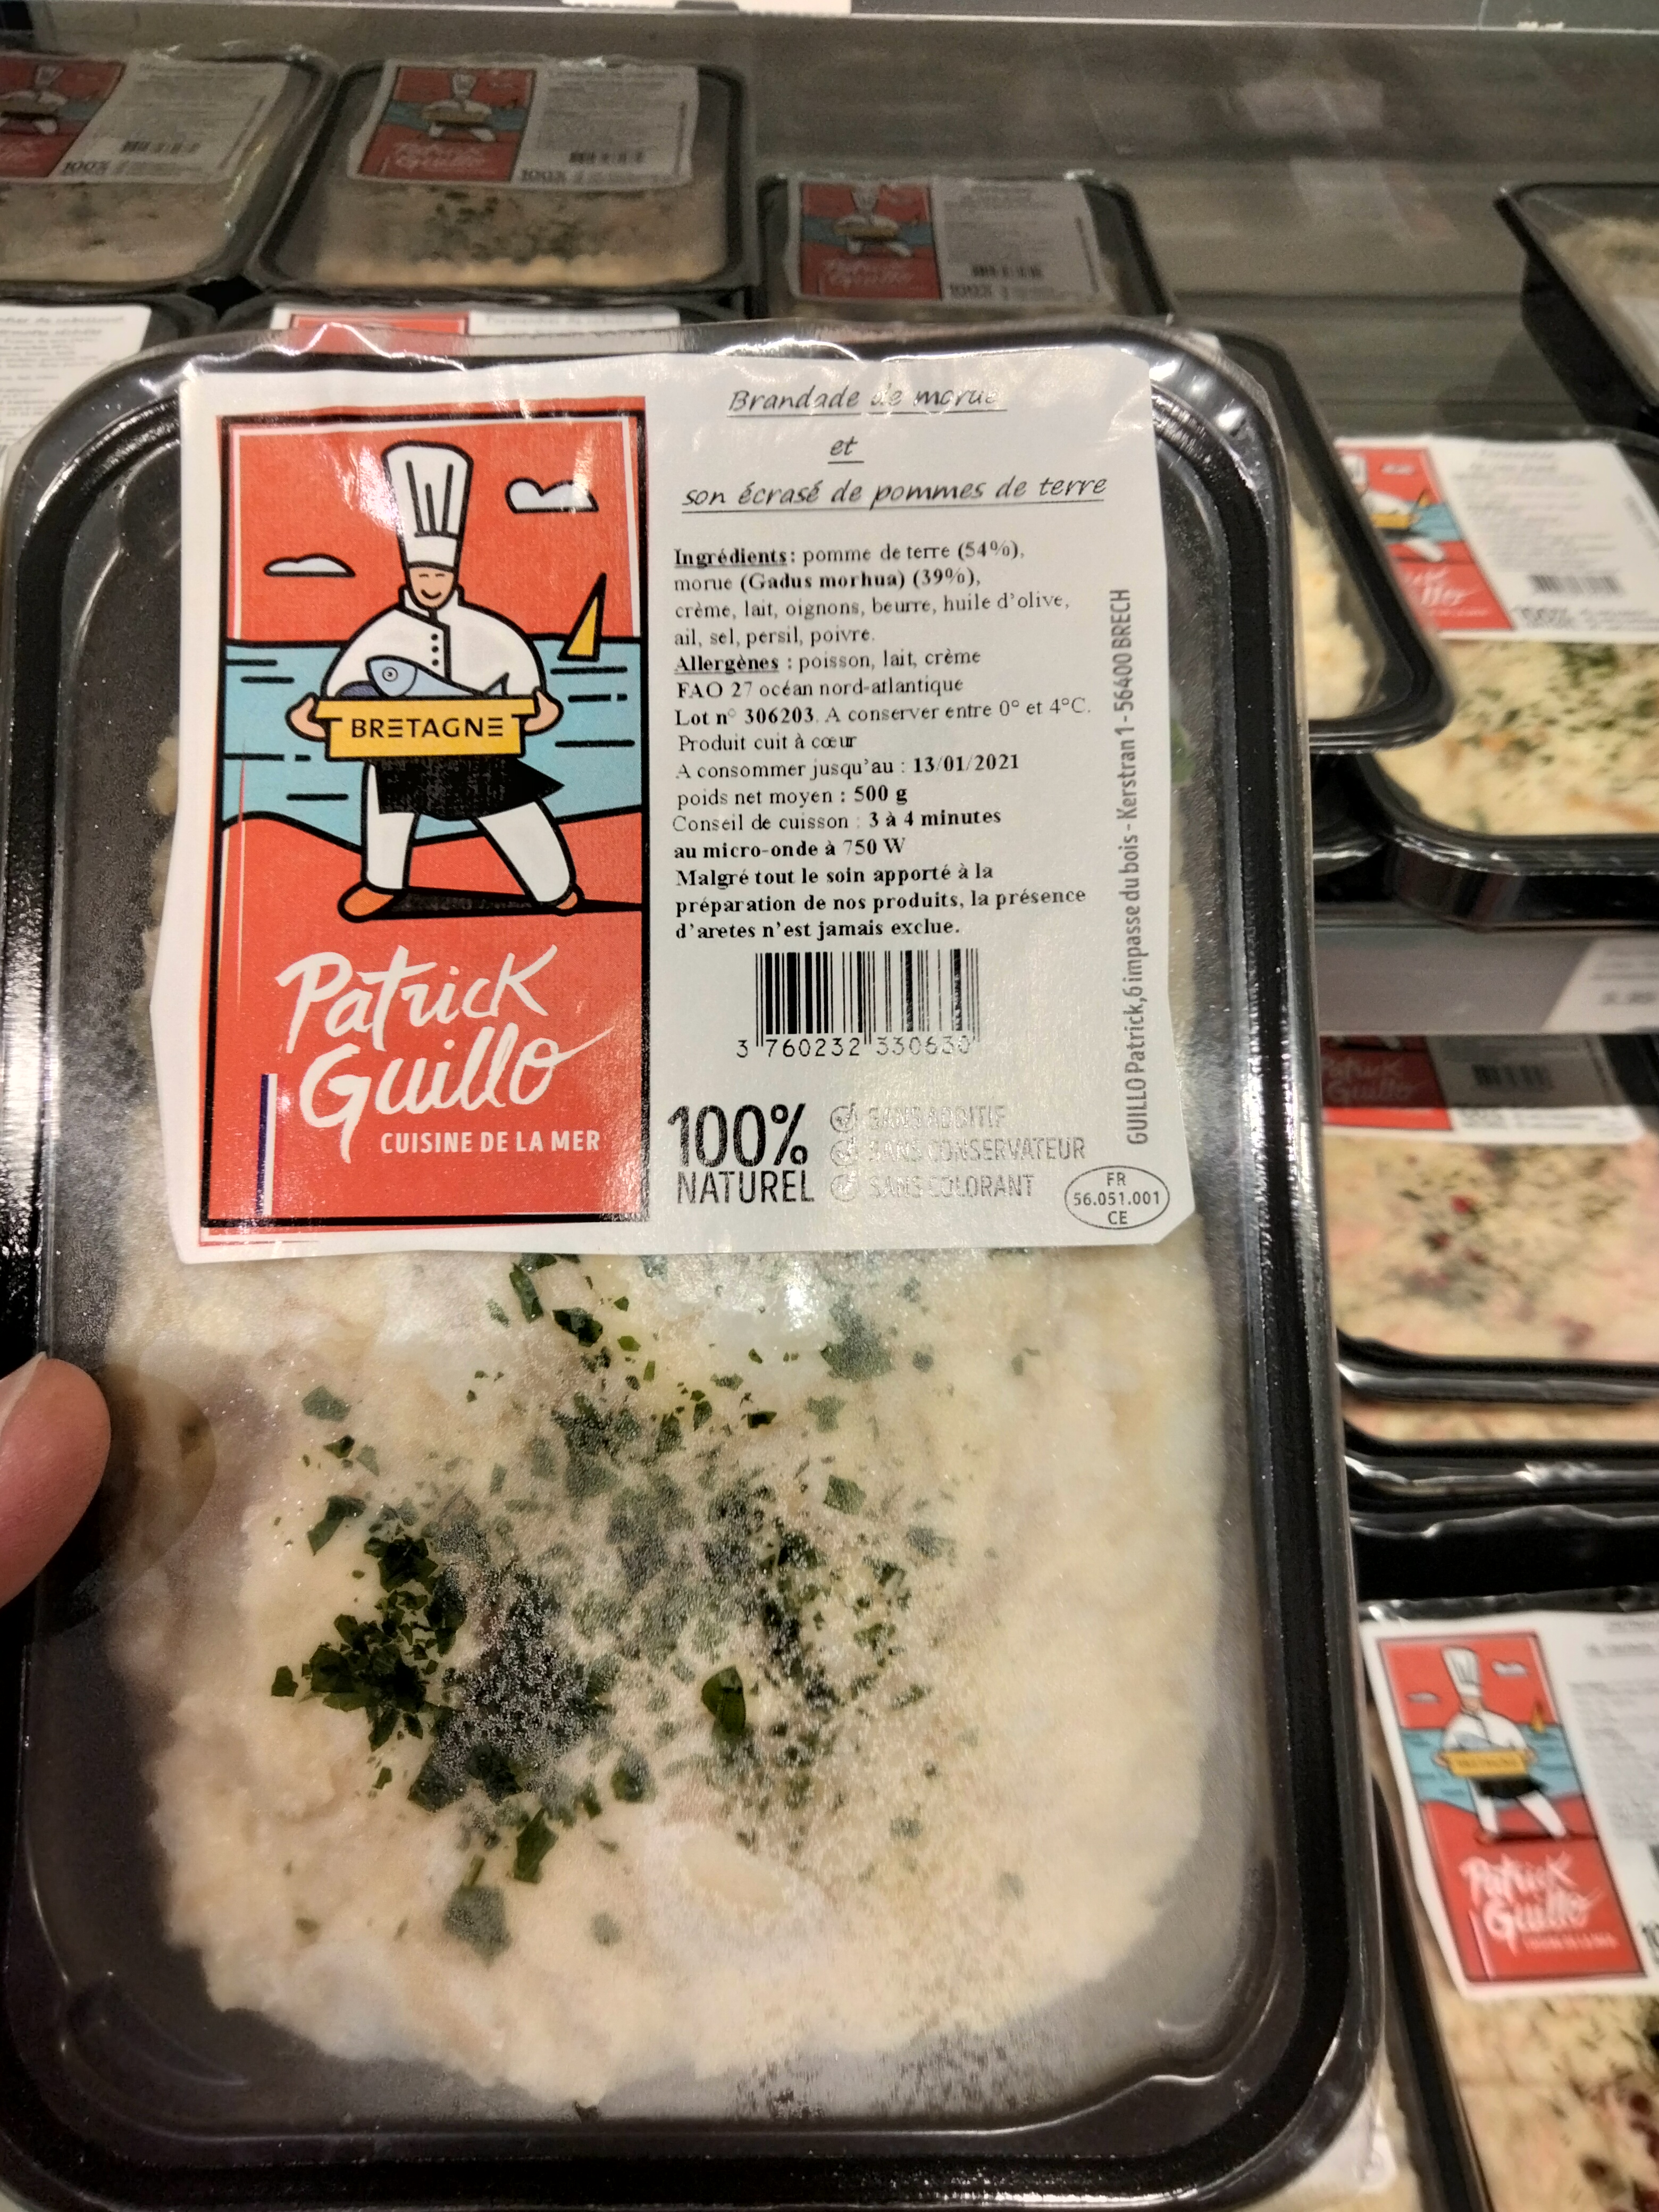 Brandade de morue
et
son écrasé de pommes de terre
Ingrédients: pomme de terre (54%),
morue (Gadus morhua) (39%),
crème, lait, oignons, beurre, huile d'olive,
ail, sel, persil, poivre.
Allergènes : poisson, lait, crème
FAO 27 océan nord-atlantique
Lot n° 306203. A conserver entre 0° et 4°C.
Produit cuit à cœur
A consommer jusqu'au : 13/01/2021
poids net moyen : 500 g
Conseil de cuisson : 3 à 4 minutes
au micro-onde à 750 W
Malgré tout le soin apporté à la
préparation de nos produits, la présence
d'aretes n'est jamais exclue.
3 760232 330630
100%
NATUREL
SANS ADDITIF
SANS CONSERVATEUR
SANS COLORANT
FR
56.051.001
CE
GUILLO Patrick,6 impasse du bois - Kerstran 1 - 56400 BRECH
BRETAGNE
Patrick
Guillo
CUISINE DE LA MER
100%
100%
100%
Patrick
Guillo